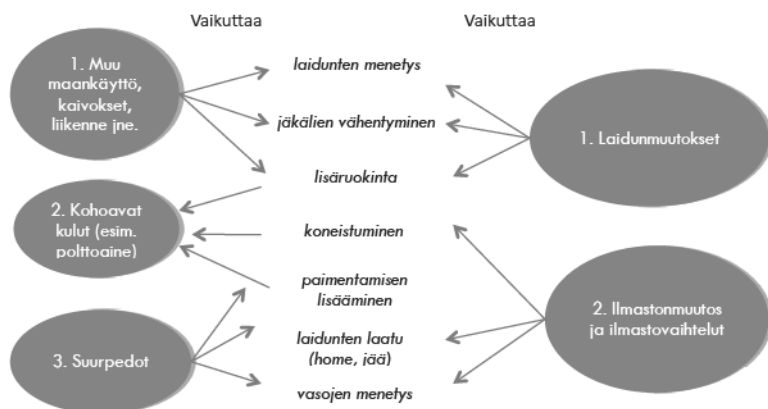 Vaikuttaa
Vaikuttaa
1. Muu
maankäyttö,
kaivokset,
liikenne jne.
2. Kohoavat
kulut (esim.
polttoaine)
3. Suurpedot
laidunten menetys
jäkälien vähentyminen
lisäruokinta
koneistuminen
paimentamisen
lisääminen
laidunten laatu
(home, jää)
vasojen menetys
1. Laidunmuutokset
2. Ilmastonmuutos
ja ilmastovaihtelut